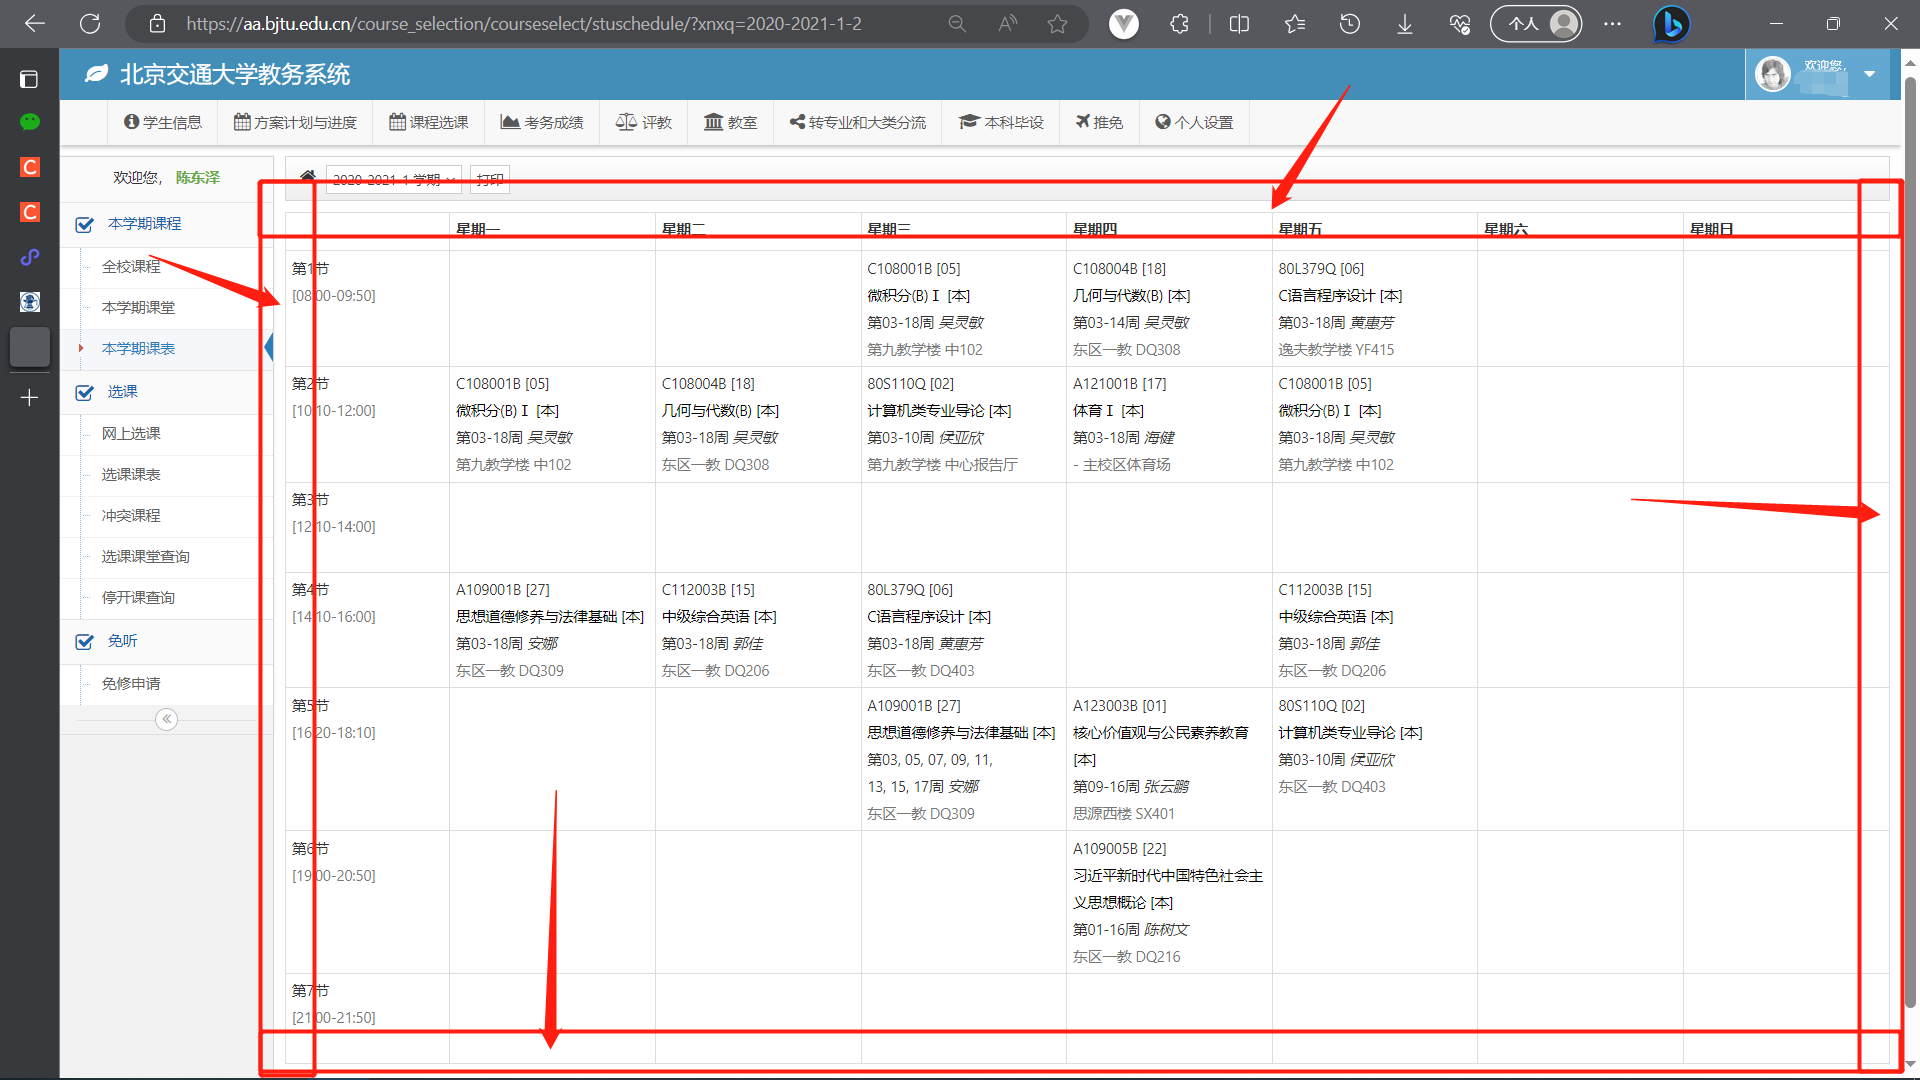 https://aa.bjtu.edu.cn/course_selection/courseselect/stuschedule/?xnxq=2020-2021-1-2
个人
北京交通大学教务系统
欢迎您,
学生信息
方案计划与进度
课程选课
考务成绩
评教
教室
转专业和大类分流
本科毕设
推免
个人设置
欢迎您, 陈东泽
本学期课程
全校课程
本学期课堂
本学期课表
选课
网上选课
选课课表
冲突课程
选课课堂查询
停开课查询
免听
免修申请
2020-2021-1 学期
打印
星期一 星期二 星期三 星期四 星期五 星期六 星期日
第1节
[08:00-09:50]
C108001B [05]
微积分(B) Ⅰ [本]
第03-18周 吴灵敏
第九教学楼 中102
C108004B [18]
几何与代数(B) [本]
第03-14周 吴灵敏
东区一教 DQ308
80L379Q [06]
C语言程序设计 [本]
第03-18周 黄惠芳
逸夫教学楼 YF415
第2节
[10:10-12:00]
C108001B [05]
微积分(B) Ⅰ [本]
第03-18周 吴灵敏
第九教学楼 中102
C108004B [18]
几何与代数(B) [本]
第03-18周 吴灵敏
东区一教 DQ308
80S110Q [02]
计算机类专业导论 [本]
第03-10周 侯亚欣
第九教学楼 中心报告厅
A121001B [17]
体育 Ⅰ [本]
第03-18周 海健
- 主校区体育场
C108001B [05]
微积分(B) Ⅰ [本]
第03-18周 吴灵敏
第九教学楼 中102
第3节
[12:10-14:00]
第4节
[14:10-16:00]
A109001B [27]
思想道德修养与法律基础 [本]
第03-18周 安娜
东区一教 DQ309
C112003B [15]
中级综合英语 [本]
第03-18周 郭佳
东区一教 DQ206
80L379Q [06]
C语言程序设计 [本]
第03-18周 黄惠芳
东区一教 DQ403
C112003B [15]
中级综合英语 [本]
第03-18周 郭佳
东区一教 DQ206
第5节
[16:20-18:10]
A109001B [27]
思想道德修养与法律基础 [本]
第03, 05, 07, 09, 11,
13, 15, 17周 安娜
东区一教 DQ309
A123003B [01]
核心价值观与公民素养教育
[本]
第09-16周 张云鹏
思源西楼 SX401
80S110Q [02]
计算机类专业导论 [本]
第03-10周 侯亚欣
东区一教 DQ403
第6节
[19:00-20:50]
A109005B [22]
习近平新时代中国特色社会主
义思想概论 [本]
第01-16周 陈树文
东区一教 DQ216
第7节
[21:00-21:50]